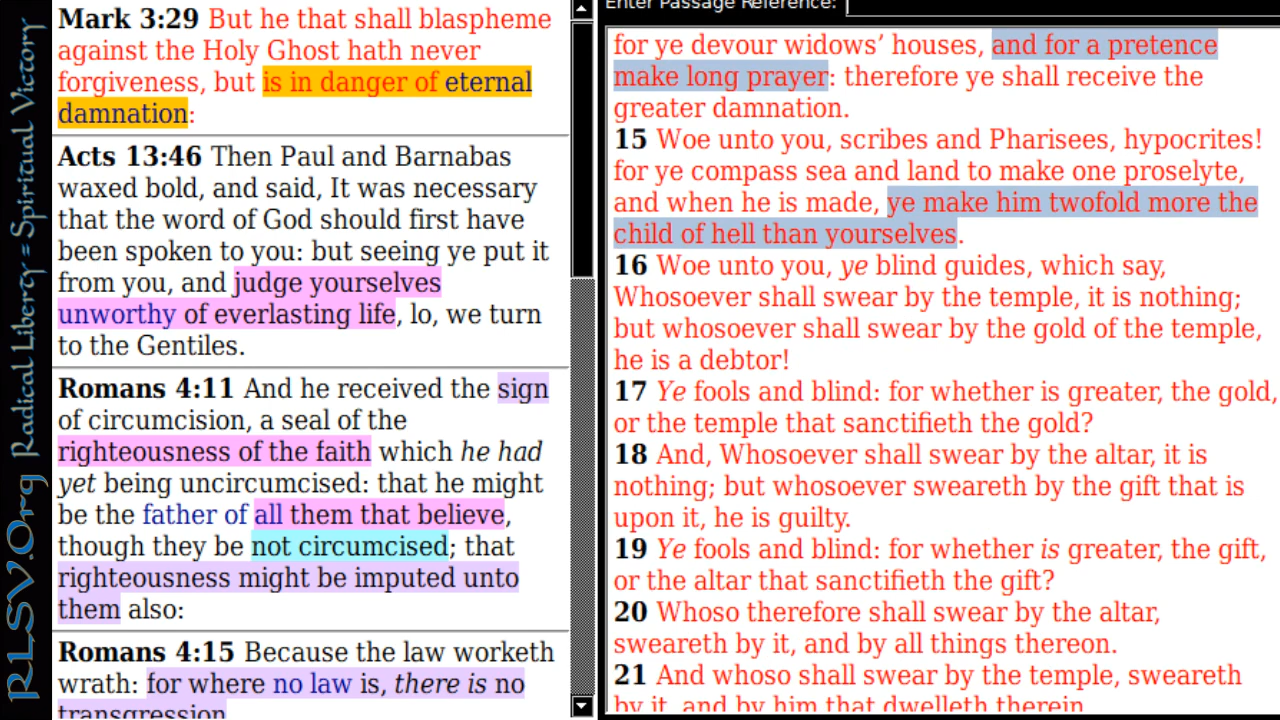 RLSV.Org Radical Liberty = Spiritual Victory
Mark 3:29 But he that shall blaspheme
against the Holy Ghost hath never
forgiveness, but is in danger of eternal
damnation:
Acts 13:46 Then Paul and Barnabas
waxed bold, and said, It was necessary
that the word of God should first have
been spoken to you: but seeing ye put it
from you, and judge yourselves
unworthy of everlasting life, lo, we turn
to the Gentiles.
Romans 4:11 And he received the sign
of circumcision, a seal of the
righteousness of the faith which he had
yet being uncircumcised: that he might
be the father of all them that believe,
though they be not circumcised; that
righteousness might be imputed unto
them also:
Romans 4:15 Because the law worketh
wrath: for where no law is, there is no
transgression
Enter Passage Reference:
for ye devour widows’ houses, and for a pretence
make long prayer: therefore ye shall receive the
greater damnation.
15 Woe unto you, scribes and Pharisees, hypocrites!
for ye compass sea and land to make one proselyte,
and when he is made, ye make him twofold more the
child of hell than yourselves.
16 Woe unto you, ye blind guides, which say,
Whosoever shall swear by the temple, it is nothing;
but whosoever shall swear by the gold of the temple,
he is a debtor!
17 Ye fools and blind: for whether is greater, the gold,
or the temple that sanctifieth the gold?
18 And, Whosoever shall swear by the altar, it is
nothing; but whosoever sweareth by the gift that is
upon it, he is guilty.
19 Ye fools and blind: for whether is greater, the gift,
or the altar that sanctifieth the gift?
20 Whoso therefore shall swear by the altar,
sweareth by it, and by all things thereon.
21 And whoso shall swear by the temple, sweareth
by it, and by him that dwelleth therein